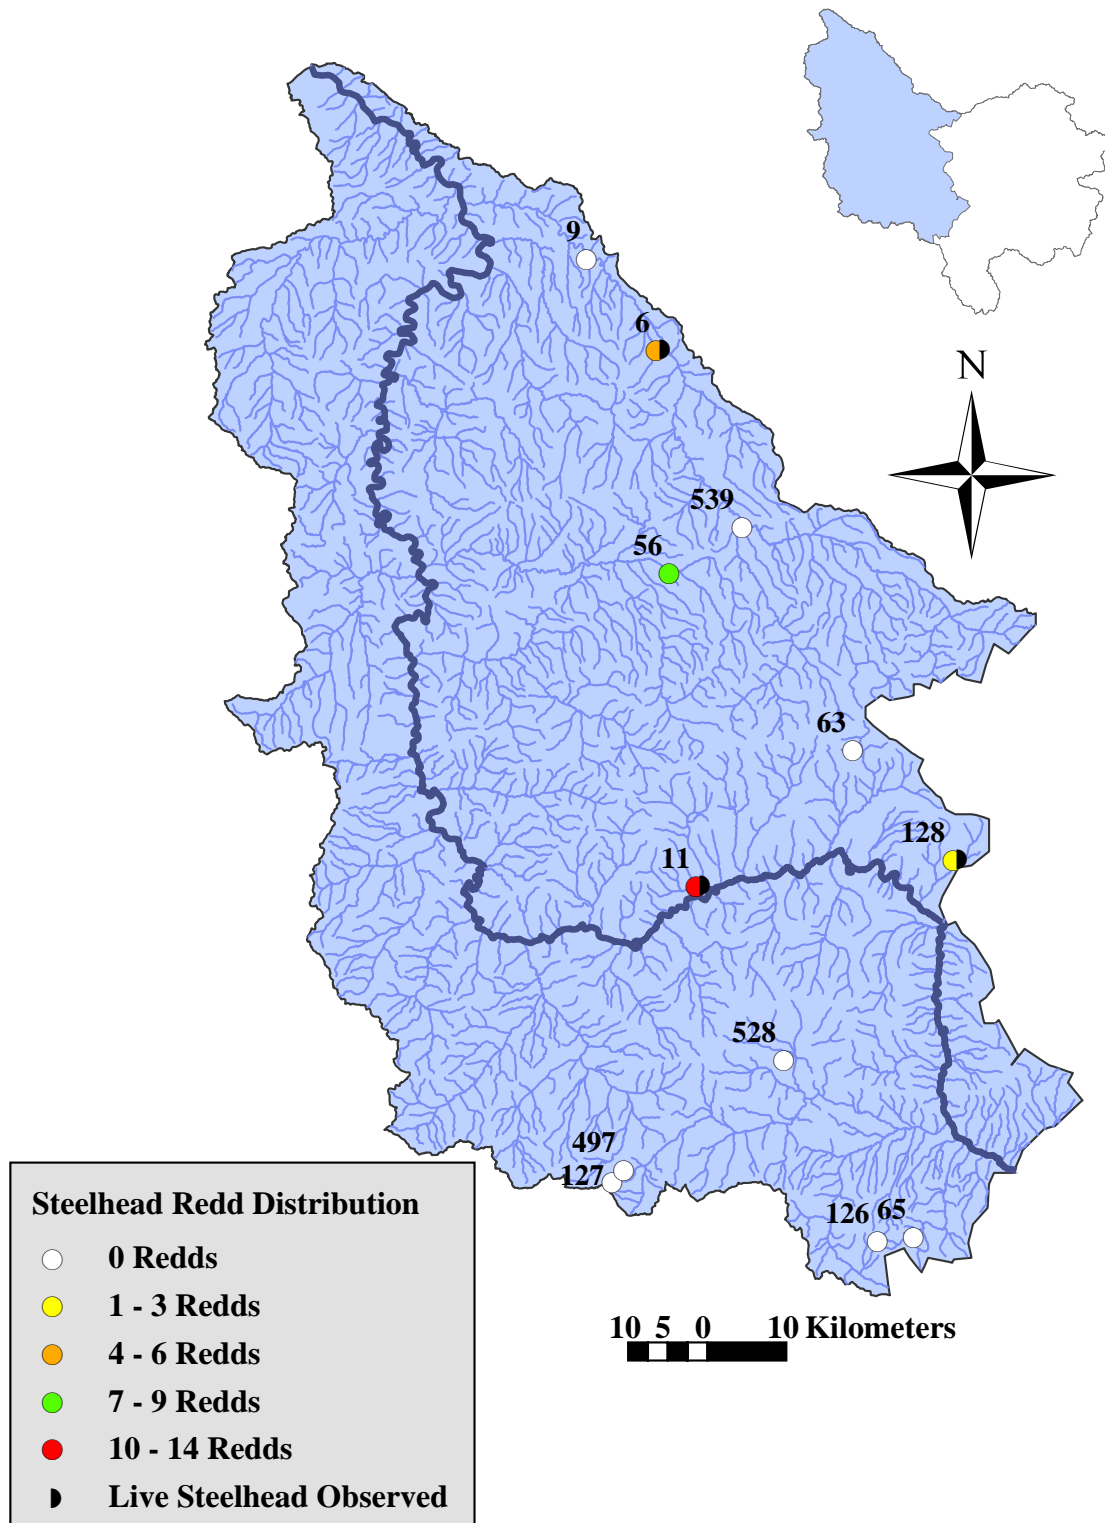 9
6
N
539
56
63
128
11
528
497
127
126 65
Steelhead Redd Distribution
0 Redds
1 - 3 Redds
4 - 6 Redds
7 - 9 Redds
10 - 14 Redds
Live Steelhead Observed
10 5 0 10 Kilometers